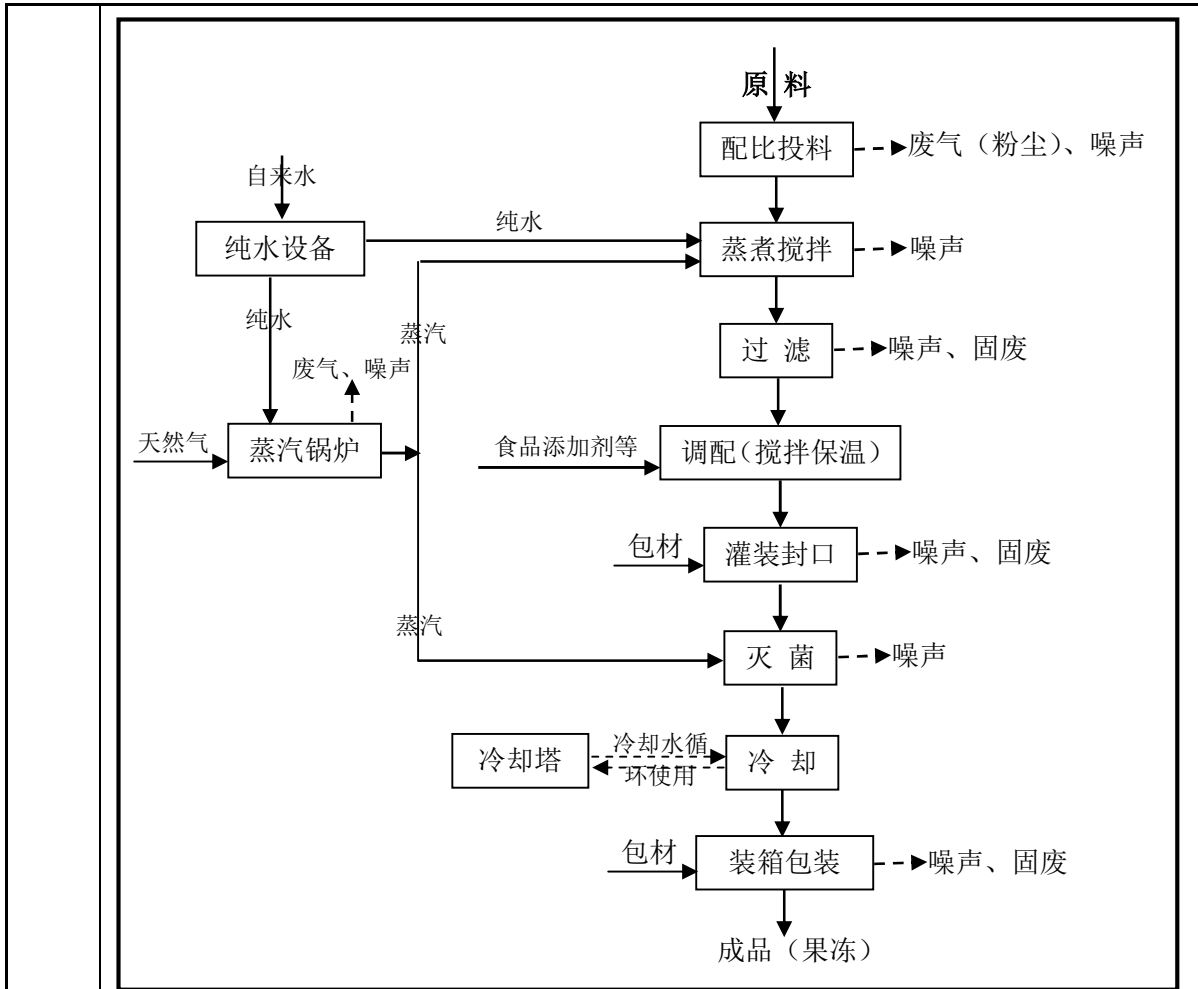 原 料
配比投料
废气（粉尘）、噪声
自来水
纯水设备
纯水
蒸煮搅拌
噪声
纯水
蒸汽
过 滤
噪声、固废
废气、噪声
天然气
蒸汽锅炉
食品添加剂等
调配（搅拌保温）
包材
灌装封口
噪声、固废
蒸汽
灭 菌
噪声
冷却塔
冷却水循
环使用
冷 却
包材
装箱包装
噪声、固废
成品（果冻）